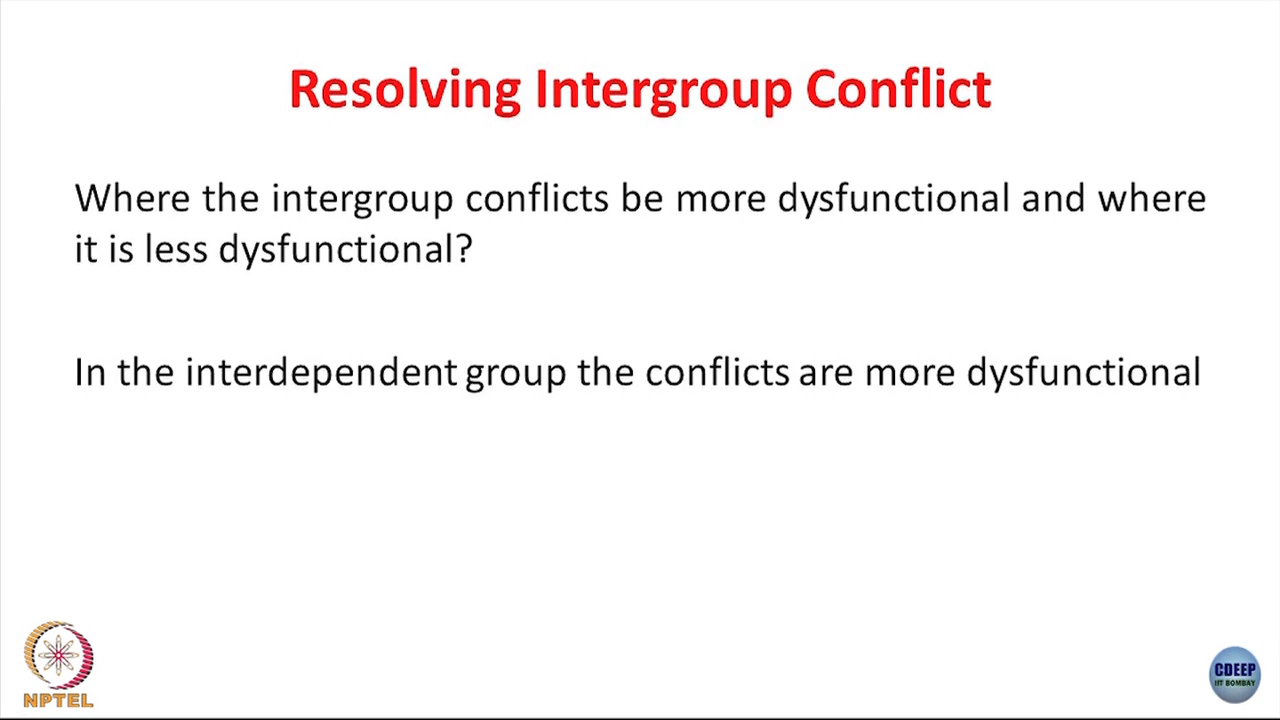 Resolving Intergroup Conflict
Where the intergroup conflicts be more dysfunctional and where
it is less dysfunctional?
In the interdependent group the conflicts are more dysfunctional
NPTEL
CDEEP
IIT BOMBAY